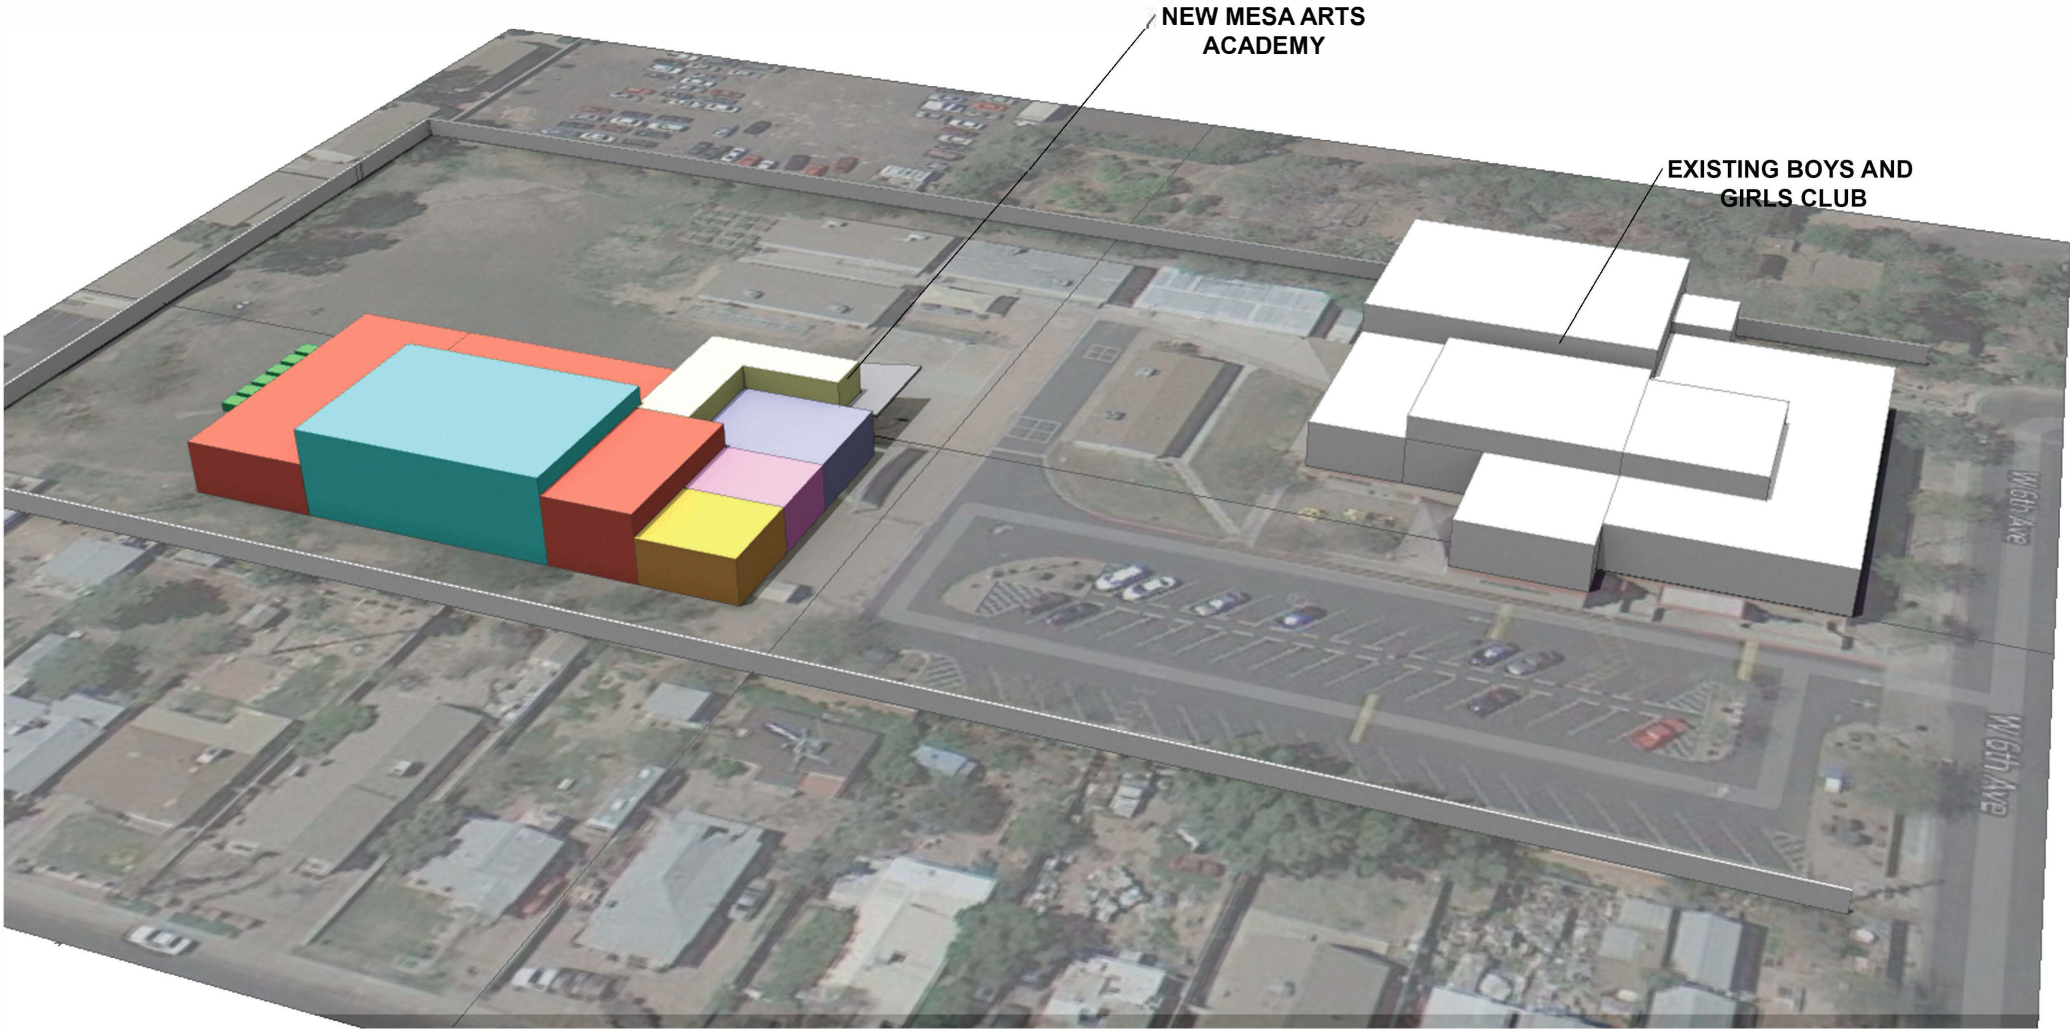 NEW MESA ARTS
ACADEMY
EXISTING BOYS AND
GIRLS CLUB
W 6th Ave
W 6th Ave